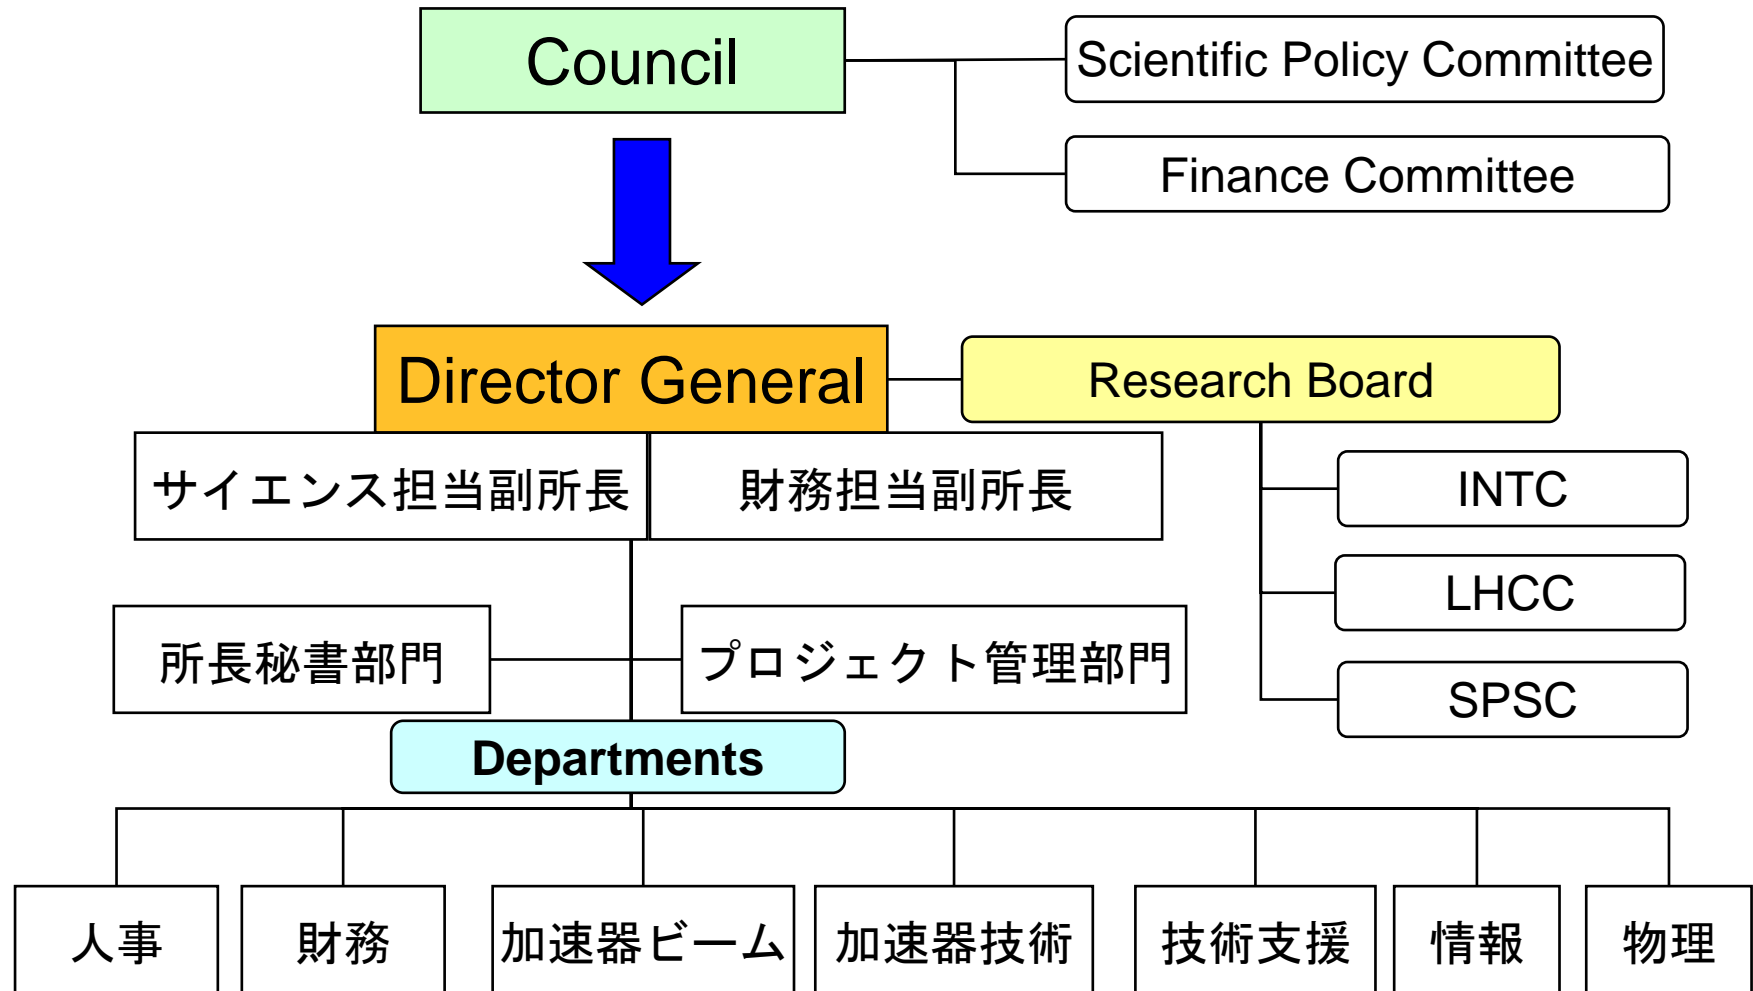 Council
Scientific Policy Committee
Finance Committee
Director General
Research Board
サイエンス担当副所長
財務担当副所長
INTC
LHCC
所長秘書部門
プロジェクト管理部門
SPSC
Departments
人事
財務
加速器ビーム
加速器技術
技術支援
情報
物理